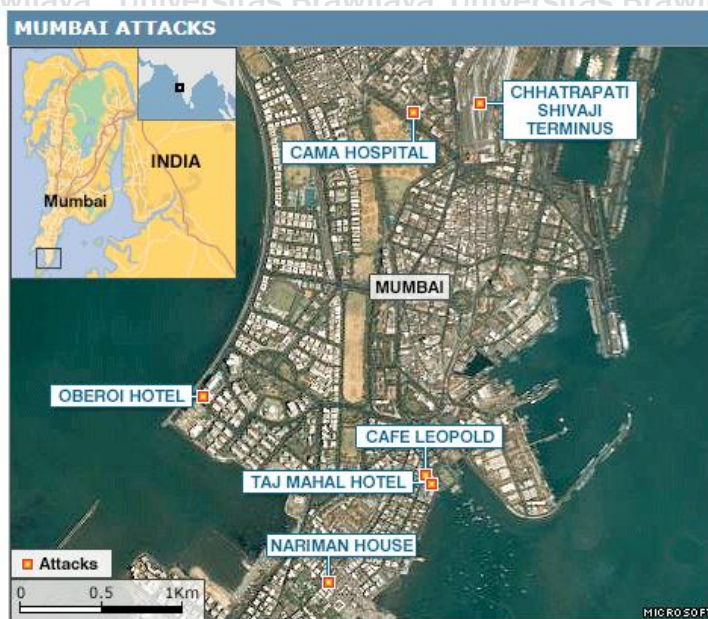 MUMBAI ATTACKS
INDIA
Mumbai
CHHATRAPATI
SHIVAJI
TERMINUS
CAMA HOSPITAL
MUMBAI
OBEROI HOTEL
CAFE LEOPOLD
TAJ MAHAL HOTEL
NARIMAN HOUSE
Attacks
0 0.5 1Km
MICROSOFT